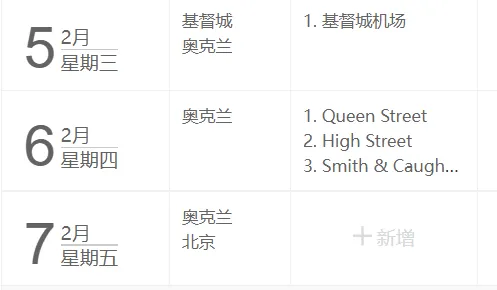 5
2月
星期三
基督城
奥克兰
1. 基督城机场
6
2月
星期四
奥克兰
1. Queen Street
2. High Street
3. Smith & Caugh...
7
2月
星期五
奥克兰
北京
+新增